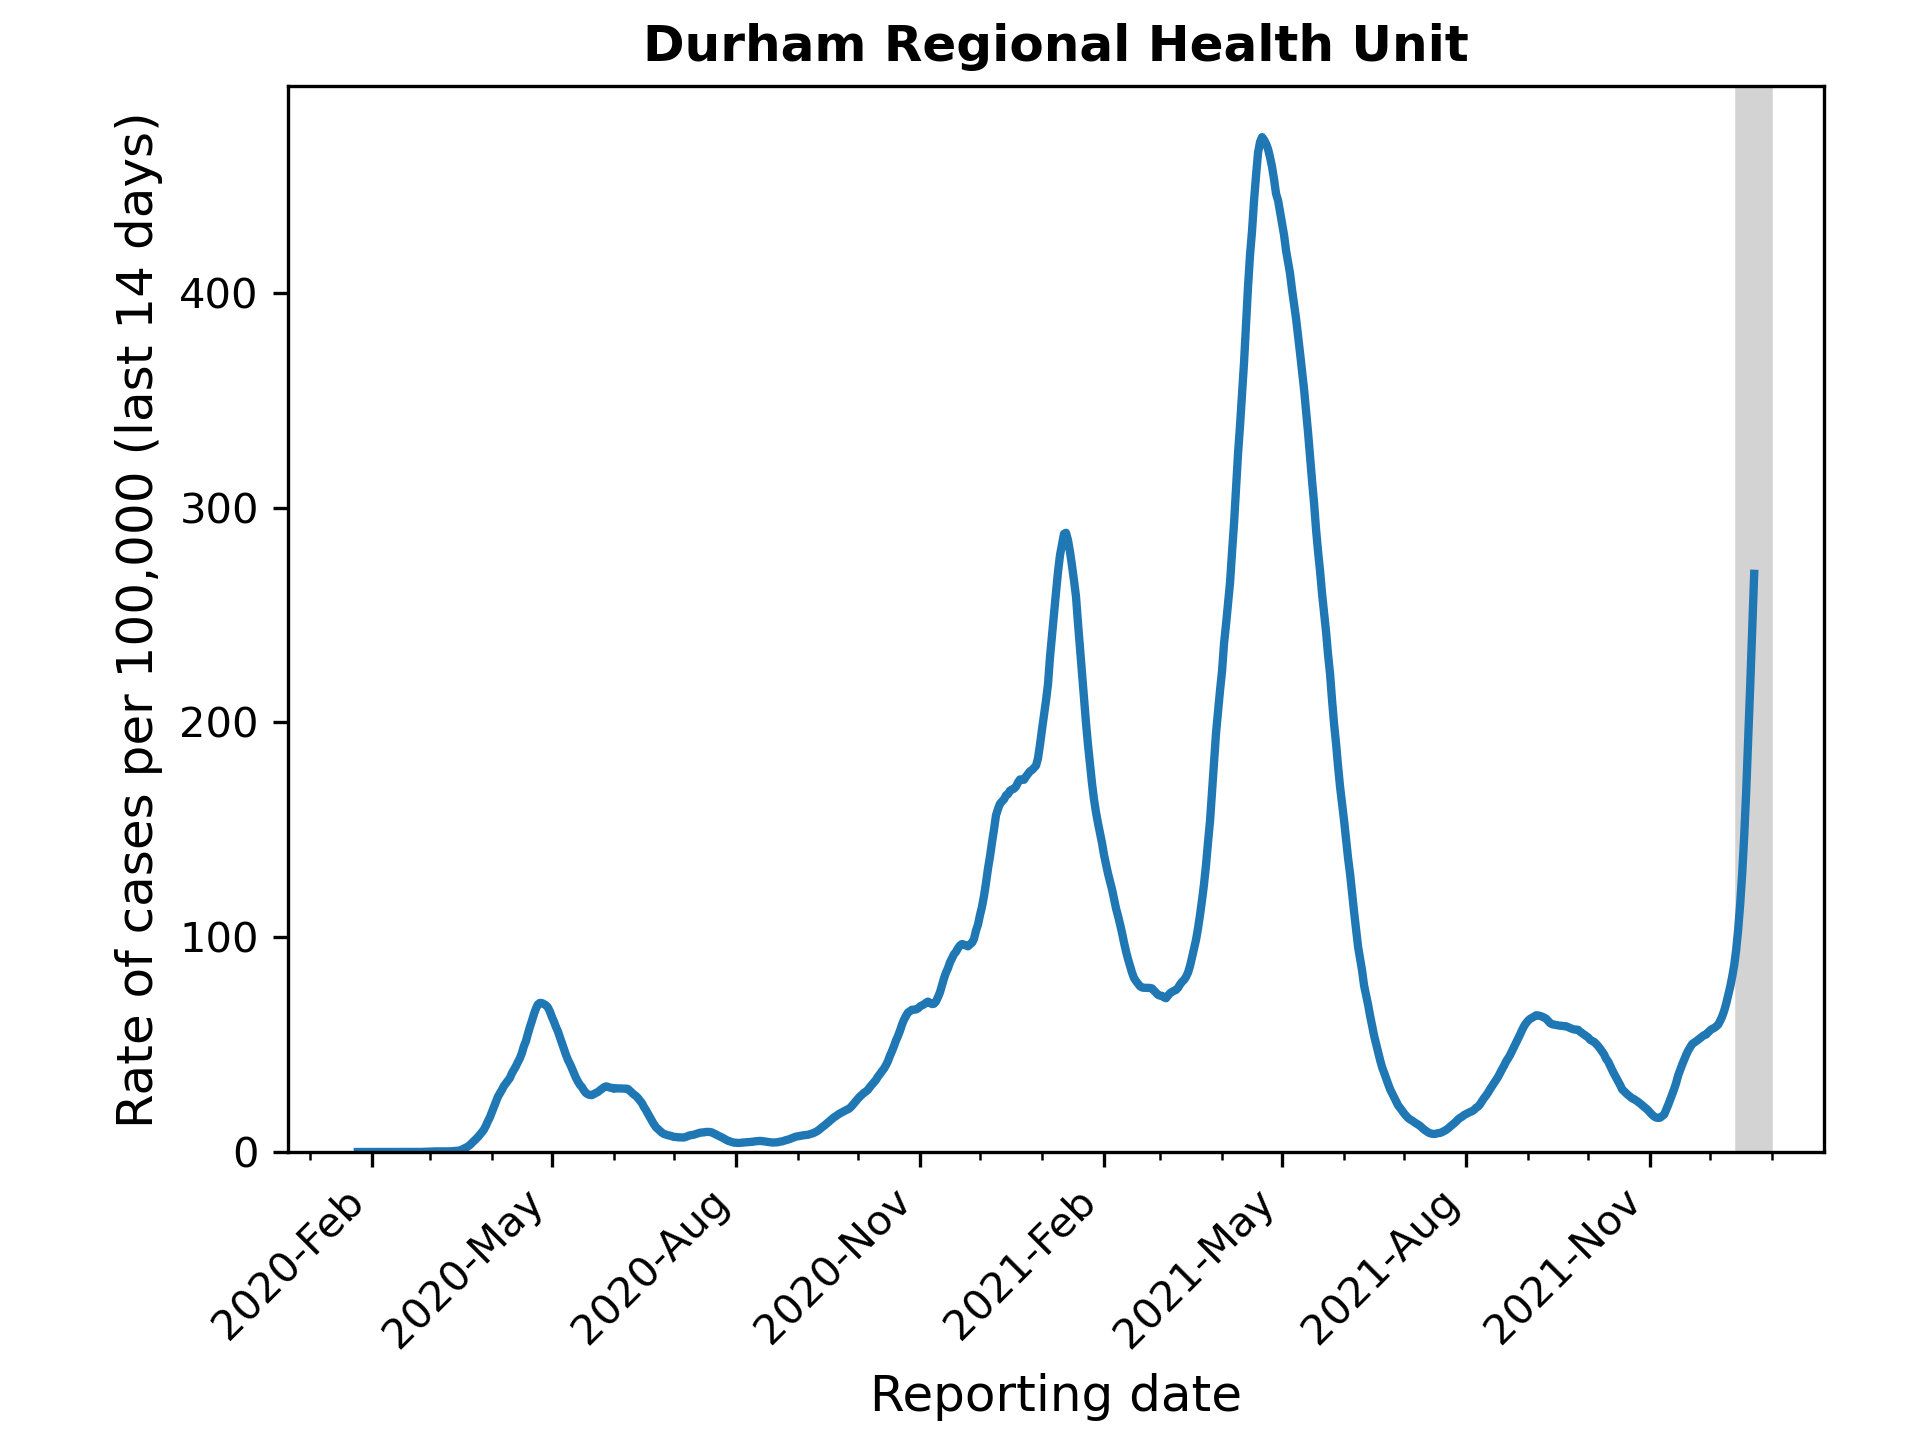 Durham Regional Health Unit
Rate of cases per 100,000 (last 14 days)
400
300
200
100
0
2020-Feb
2020-May
2020-Aug
2020-Nov
2021-Feb
2021-May
2021-Aug
2021-Nov
Reporting date